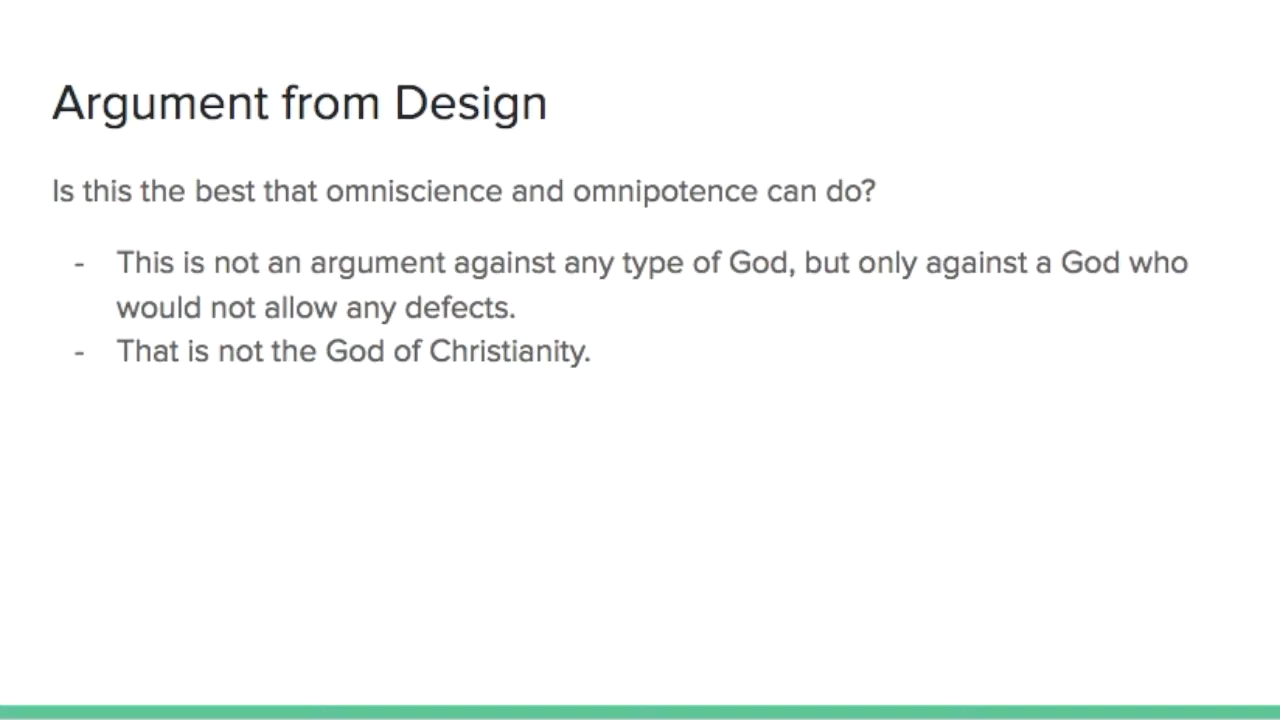 Argument from Design
Is this the best that omniscience and omnipotence can do?
- This is not an argument against any type of God, but only against a God who
would not allow any defects.
- That is not the God of Christianity.